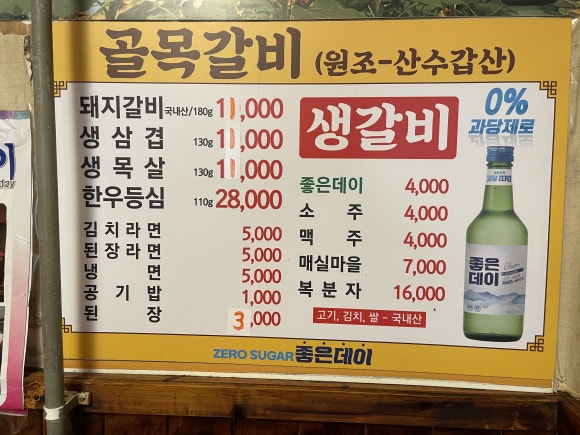 골목갈비 (원조-산수갑산)
돼지갈비 국내산/180g 11,000
생삼겹 130g 11,000
생목살 130g 11,000
한우등심 110g 28,000
김치라면 5,000
된장라면 5,000
냉면 5,000
공기밥 1,000
된장 3,000
생갈비
좋은데이 4,000
소주 4,000
맥주 4,000
매실마을 7,000
복분자 16,000
고기, 김치, 쌀 - 국내산
0%
과당제로
좋은
데이
ZERO SUGAR 좋은데이
이
day